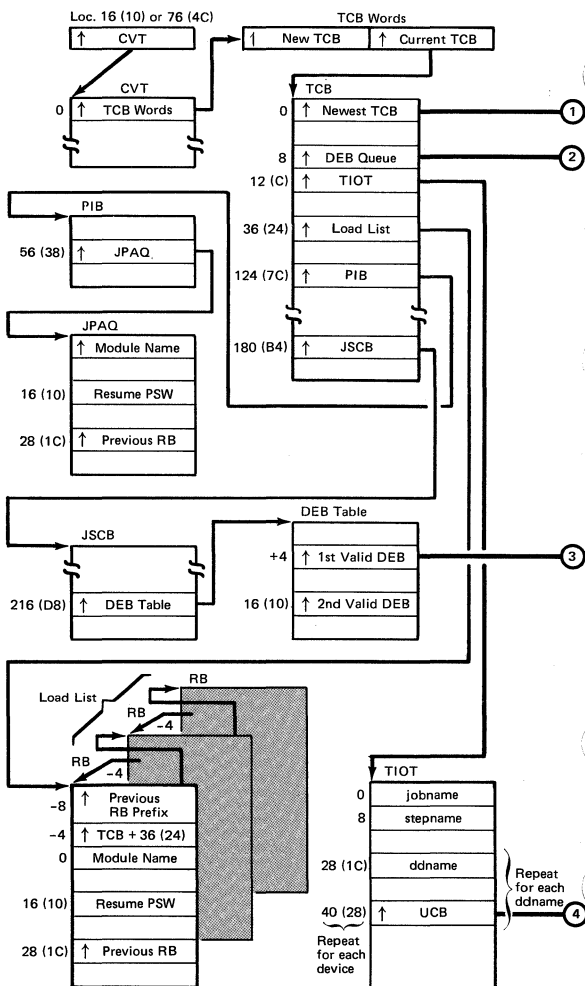 Loc. 16 (10) or 76 (4C)
↑ CVT
TCB Words
↑ New TCB ↑ Current TCB
CVT
0 ↑ TCB Words
TCB
0 ↑ Newest TCB
1
8 ↑ DEB Queue
2
12 (C) ↑ TIOT
36 (24) ↑ Load List
124 (7C) ↑ PIB
180 (B4) ↑ JSCB
PIB
56 (38) ↑ JPAQ
JPAQ
↑ Module Name
16 (10) Resume PSW
28 (1C) ↑ Previous RB
JSCB
216 (D8) ↑ DEB Table
DEB Table
+4 ↑ 1st Valid DEB
3
16 (10) ↑ 2nd Valid DEB
Load List
RB
RB
-4
RB
-4
-8 ↑ Previous
RB Prefix
-4 ↑ TCB + 36 (24)
0 Module Name
16 (10) Resume PSW
28 (1C) ↑ Previous RB
TIOT
0 jobname
8 stepname
28 (1C) ddname
Repeat
for each
ddname
40 (28) ↑ UCB
4
Repeat
for each
device